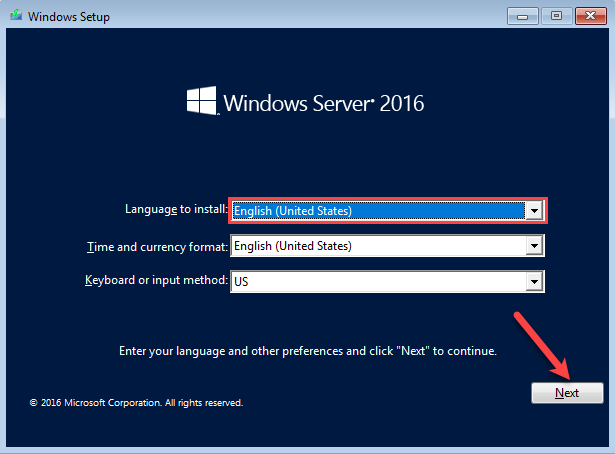 Windows Setup
Windows Server® 2016
Language to install: English (United States)
Time and currency format: English (United States)
Keyboard or input method: US
Enter your language and other preferences and click "Next" to continue.
Next
© 2016 Microsoft Corporation. All rights reserved.